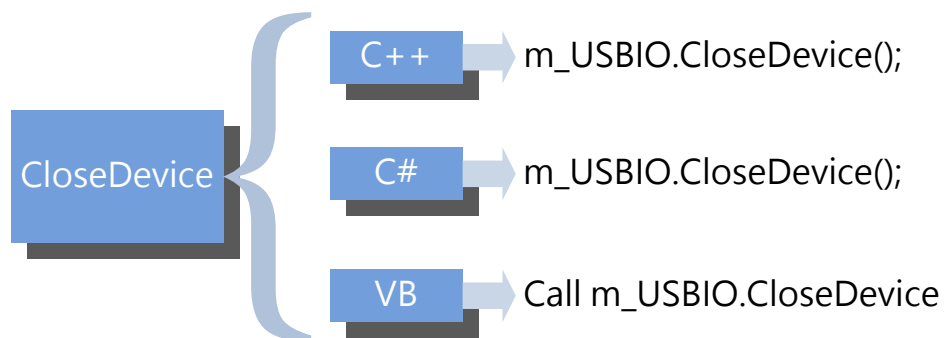 CloseDevice
C++
m_USBIO.CloseDevice();
C#
m_USBIO.CloseDevice();
VB
Call m_USBIO.CloseDevice